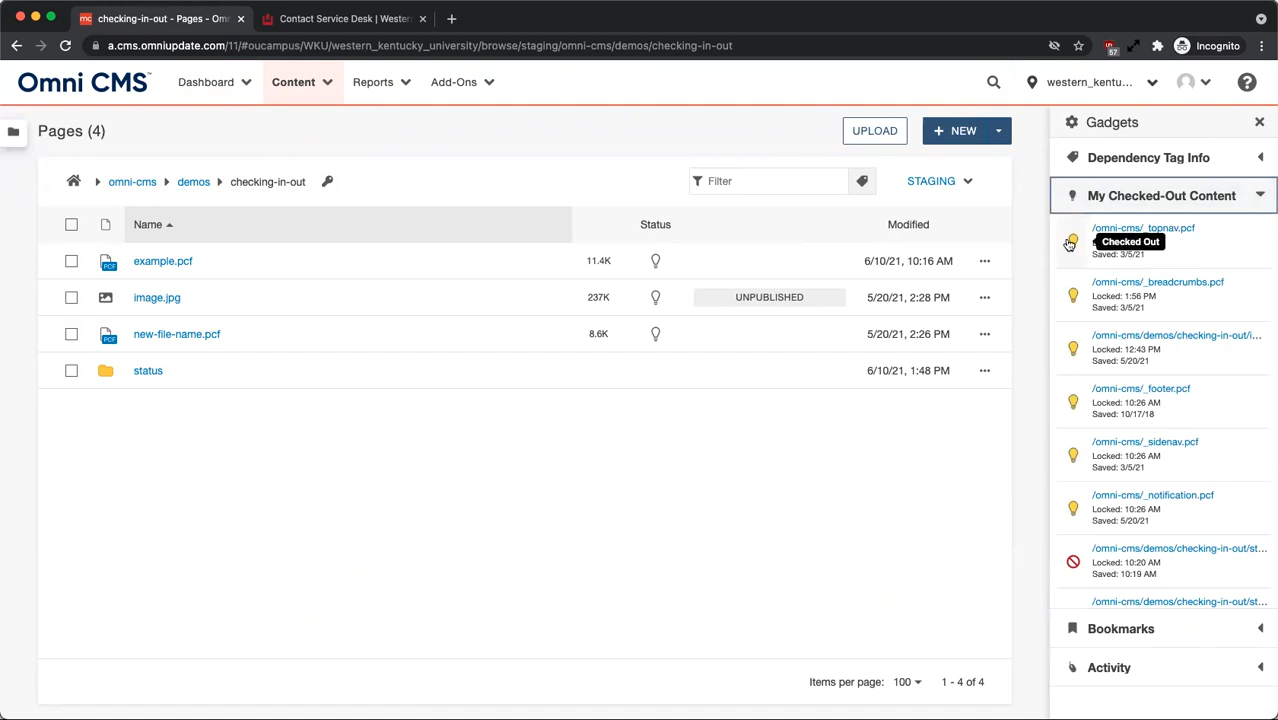 checking-in-out - Pages - Om
Contact Service Desk | Weste
a.cms.omniupdate.com/11/#oucampus/WKU/western_kentucky_university/browse/staging/omni-cms/demos/checking-in-out
57
Incognito
Omni CMS™
Dashboard
Content
Reports
Add-Ons
western_kentu...
Pages (4)
UPLOAD
+ NEW
omni-cms
demos
checking-in-out
Filter
STAGING
Name
Status
Modified
example.pcf
11.4K
6/10/21, 10:16 AM
image.jpg
237K
UNPUBLISHED
5/20/21, 2:28 PM
new-file-name.pcf
8.6K
5/20/21, 2:26 PM
status
6/10/21, 1:48 PM
PCF
PCF
Items per page: 100
1 - 4 of 4
Gadgets
Dependency Tag Info
My Checked-Out Content
/omni-cms/_topnav.pcf
Checked Out
Saved: 3/5/21
/omni-cms/_breadcrumbs.pcf
Locked: 1:56 PM
Saved: 3/5/21
/omni-cms/demos/checking-in-out/i...
Locked: 12:43 PM
Saved: 5/20/21
/omni-cms/_footer.pcf
Locked: 10:26 AM
Saved: 10/17/18
/omni-cms/_sidenav.pcf
Locked: 10:26 AM
Saved: 3/5/21
/omni-cms/_notification.pcf
Locked: 10:26 AM
Saved: 5/20/21
/omni-cms/demos/checking-in-out/st...
Locked: 10:20 AM
Saved: 10:19 AM
/omni-cms/demos/checking-in-out/st...
Bookmarks
Activity